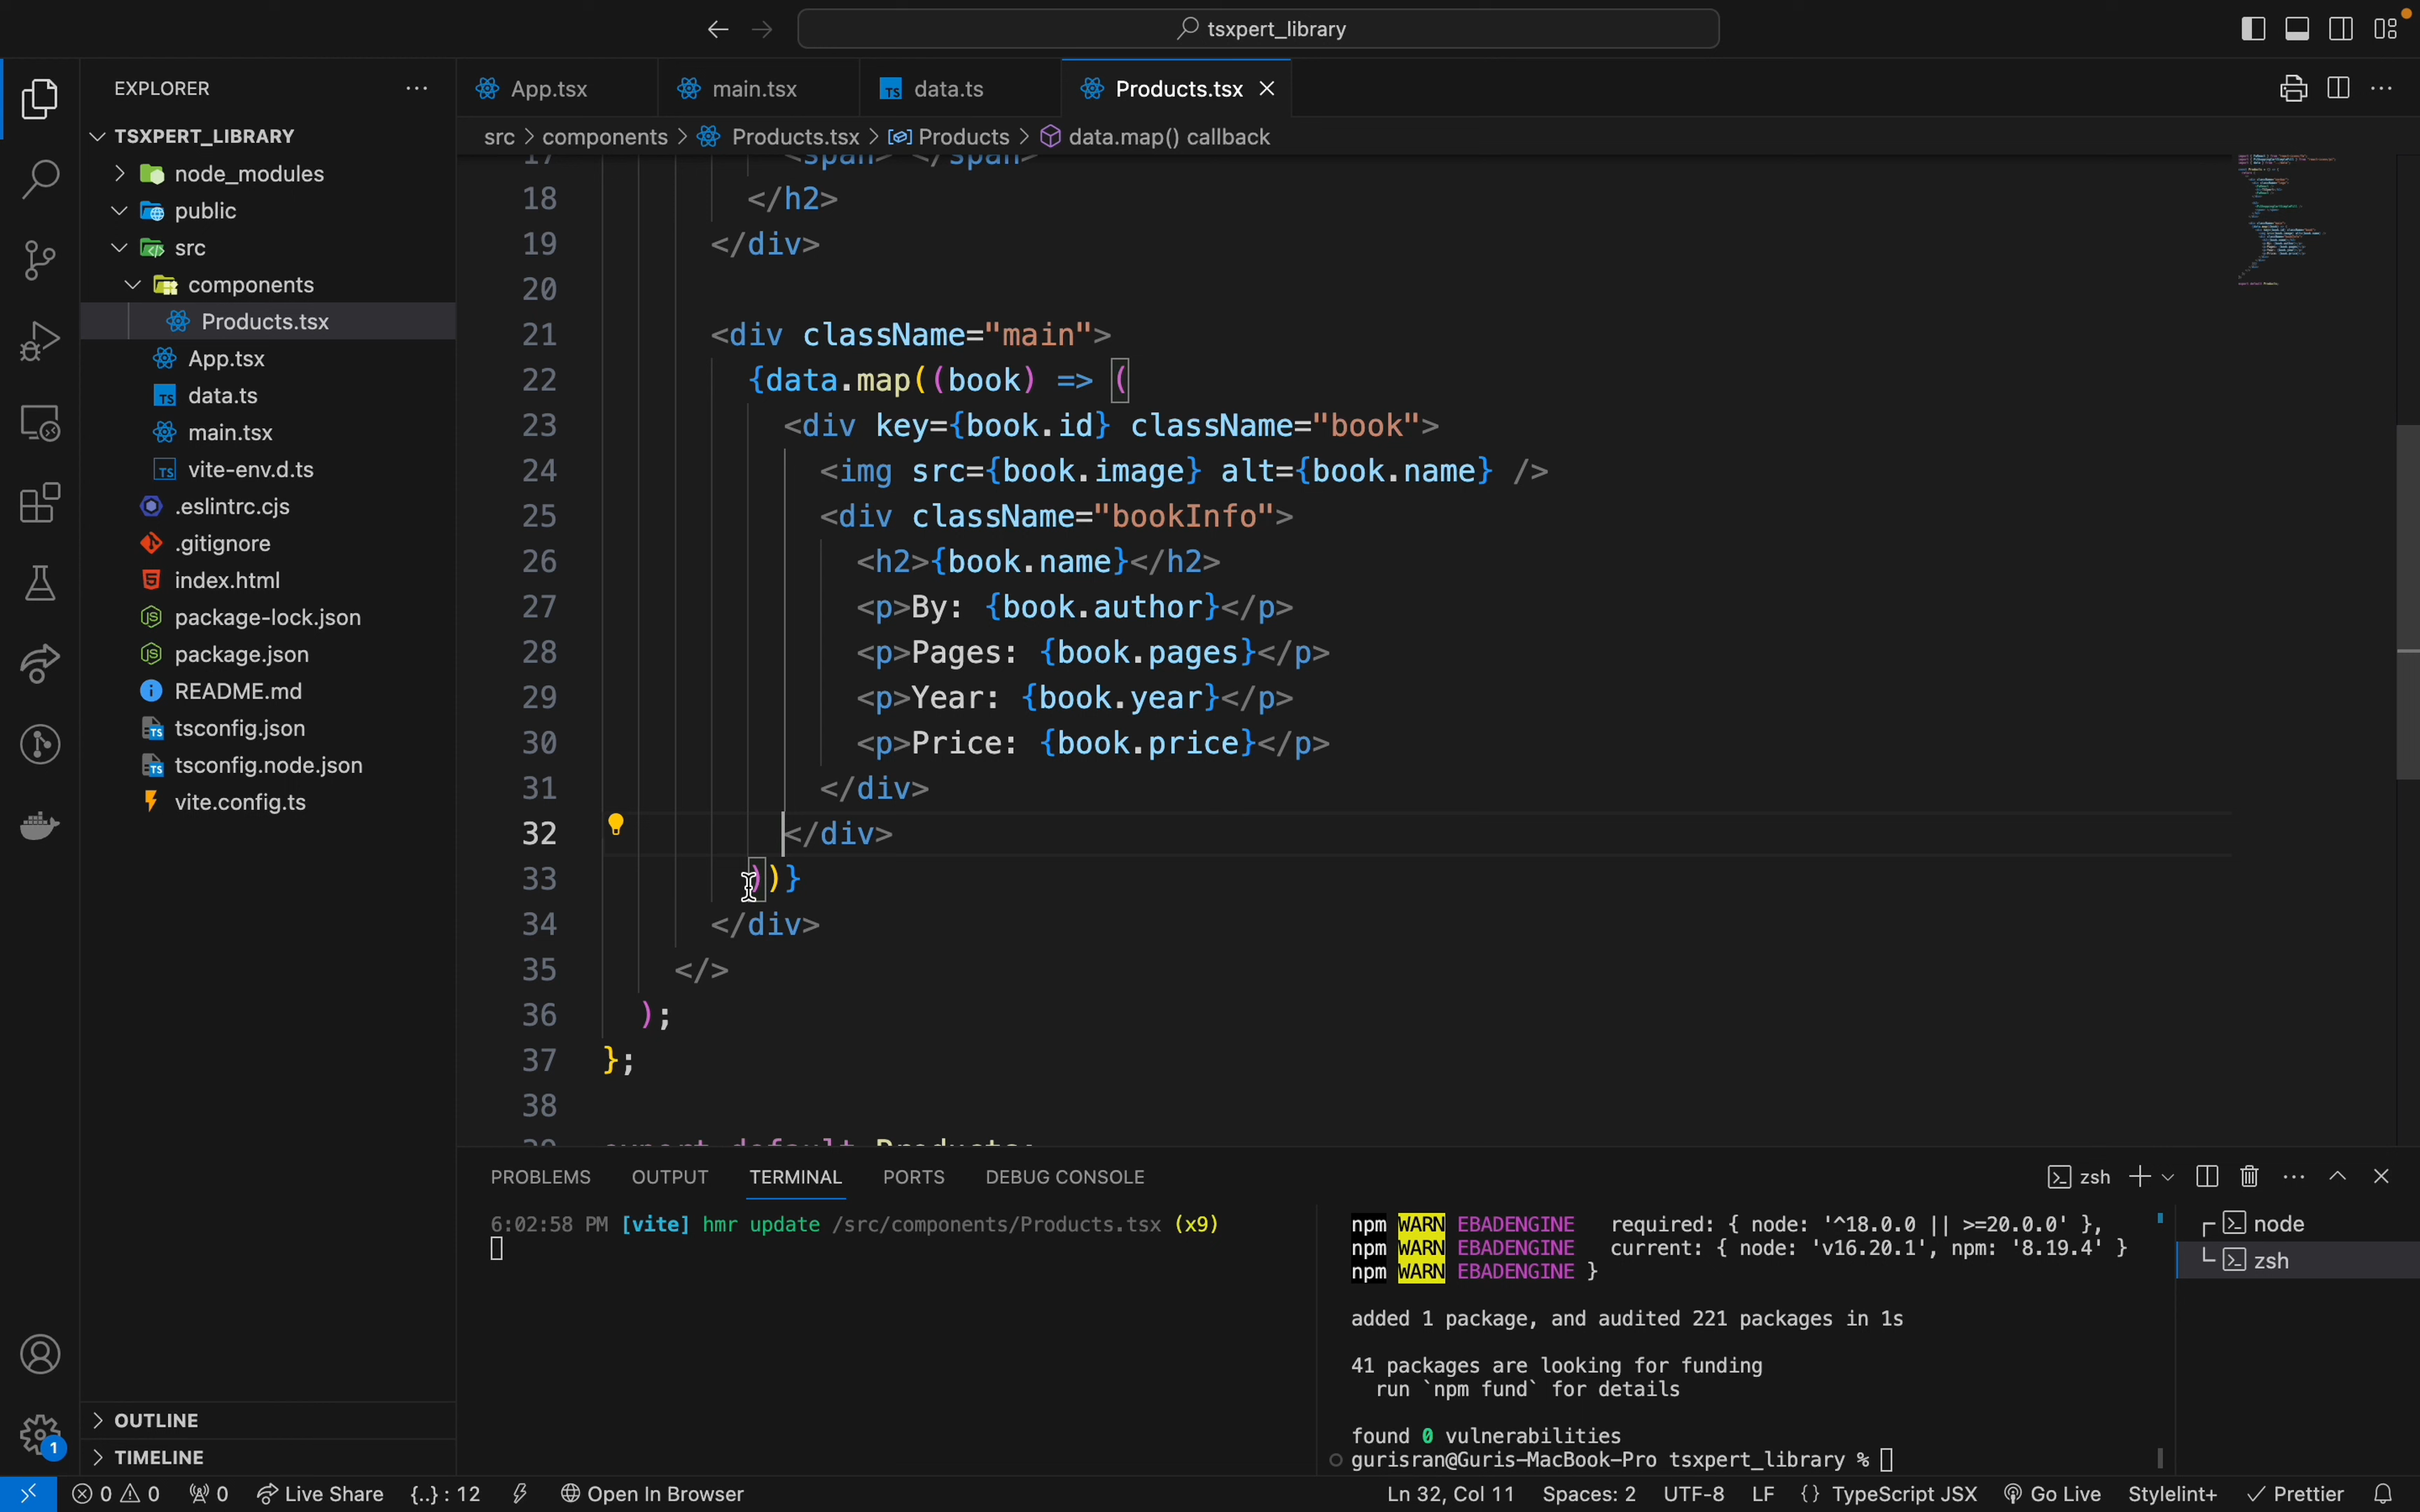 tsxpert_library
EXPLORER
App.tsx
main.tsx
data.ts
Products.tsx
src > components > Products.tsx > Products > data.map() callback
TSXPERT_LIBRARY
node_modules
public
src
components
Products.tsx
App.tsx
data.ts
main.tsx
vite-env.d.ts
.eslintrc.cjs
.gitignore
index.html
package-lock.json
package.json
README.md
tsconfig.json
tsconfig.node.json
vite.config.ts
OUTLINE
TIMELINE
17 <span> </span>
18 </h2>
19 </div>
20
21 <div className="main">
22 {data.map((book) => (
23 <div key={book.id} className="book">
24 <img src={book.image} alt={book.name} />
25 <div className="bookInfo">
26 <h2>{book.name}</h2>
27 <p>By: {book.author}</p>
28 <p>Pages: {book.pages}</p>
29 <p>Year: {book.year}</p>
30 <p>Price: {book.price}</p>
31 </div>
32 </div>
33 ))}
34 </div>
35 </>
36 );
37 };
38
39 export default Products;
PROBLEMS OUTPUT TERMINAL PORTS DEBUG CONSOLE
zsh
6:02:58 PM [vite] hmr update /src/components/Products.tsx (x9)
npm WARN EBADENGINE required: { node: '^18.0.0 || >=20.0.0' },
npm WARN EBADENGINE current: { node: 'v16.20.1', npm: '8.19.4' }
npm WARN EBADENGINE }
added 1 package, and audited 221 packages in 1s
41 packages are looking for funding
run `npm fund` for details
found 0 vulnerabilities
gurisran@Guris-MacBook-Pro tsxpert_library %
node
zsh
1
0 0 0 Live Share {..} : 12 Open In Browser
Ln 32, Col 11 Spaces: 2 UTF-8 LF {} TypeScript JSX Go Live Stylelint+ Prettier